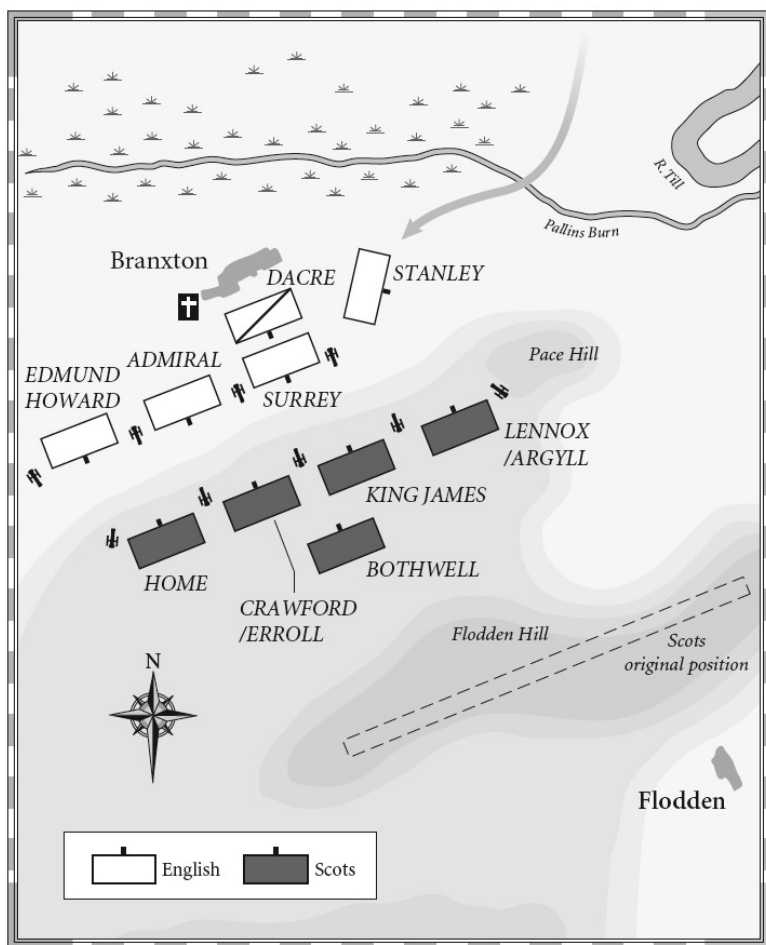 R. Till
Pallins Burn
Branxton
DACRE
STANLEY
ADMIRAL
EDMUND
HOWARD
SURREY
Pace Hill
LENNOX
/ARGYLL
KING JAMES
HOME
BOTHWELL
CRAWFORD
/ERROLL
Flodden Hill
Scots
original position
N
Flodden
English
Scots